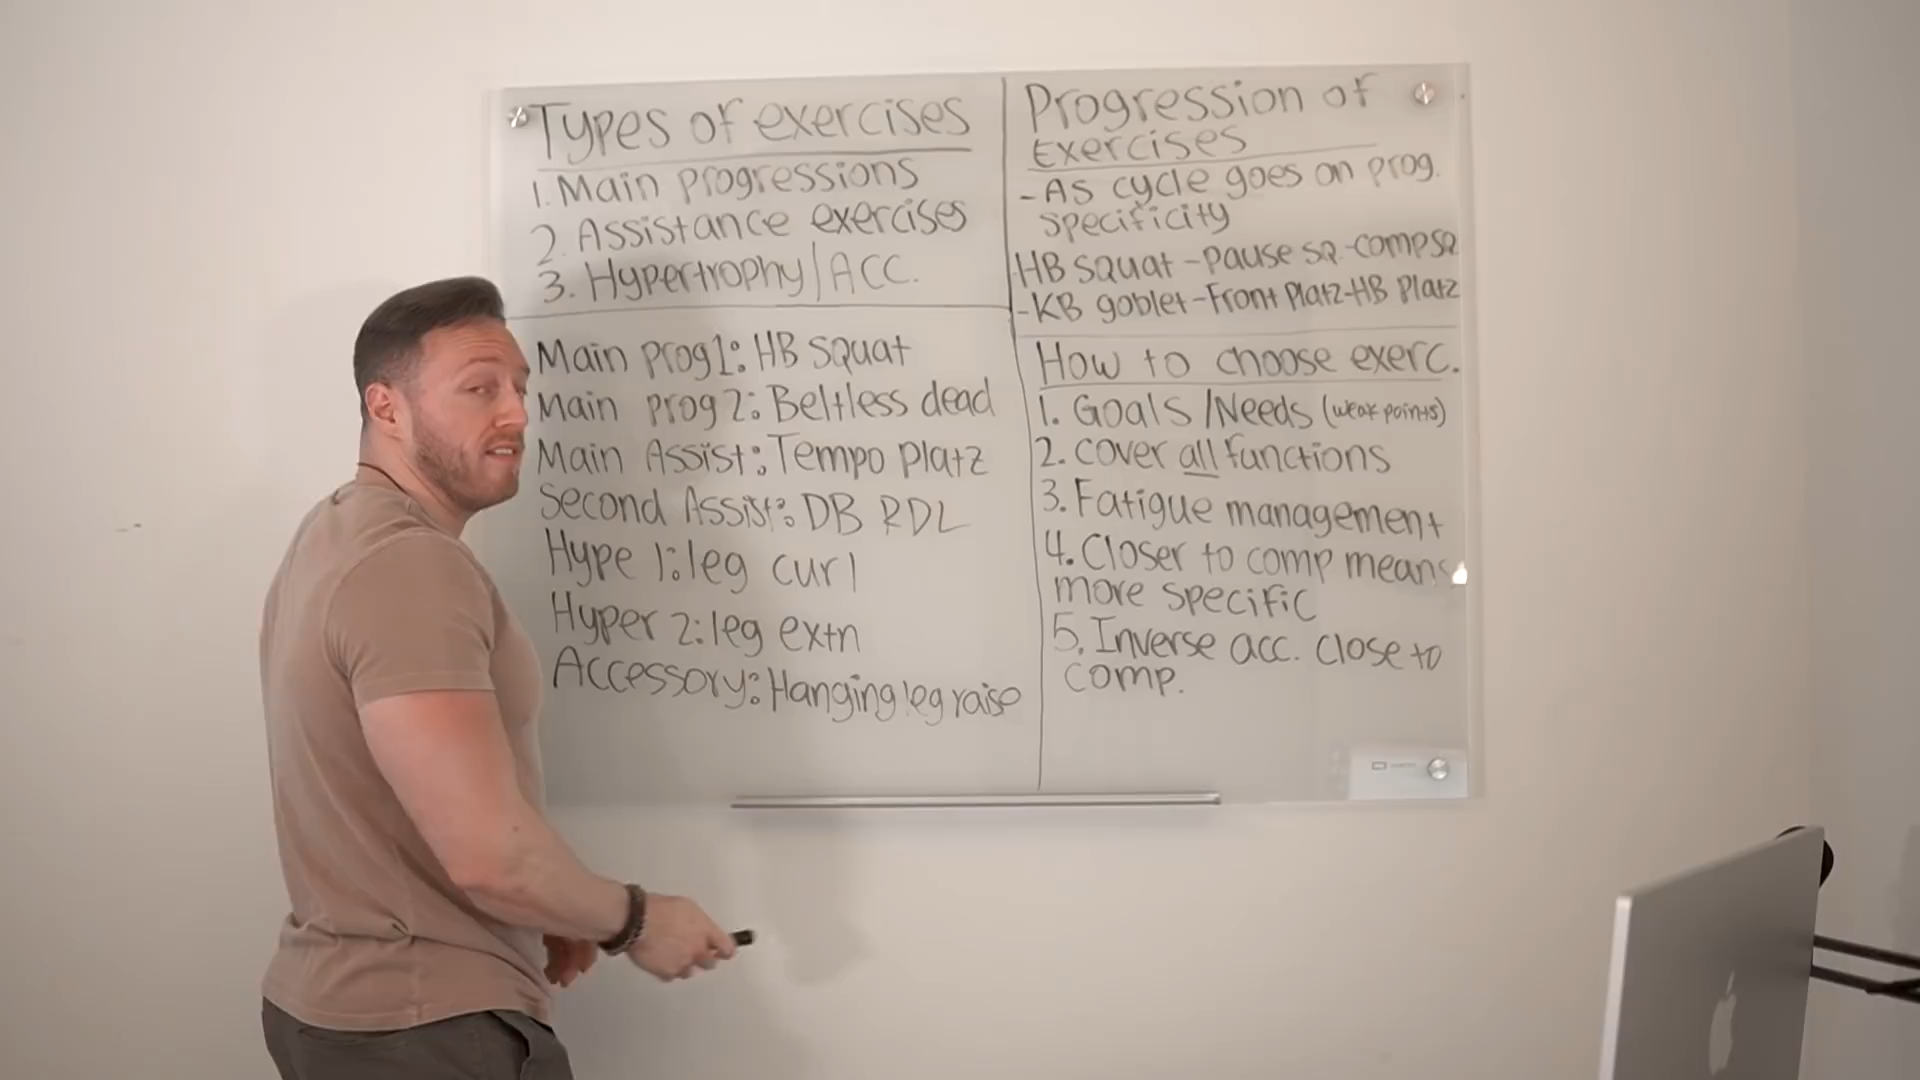 Types of exercises
1. Main progressions
2. Assistance exercises
3. Hypertrophy/ACC.
Main prog1: HB squat
Main prog2: Beltless dead
Main Assist: Tempo platz
Second Assist: DB RDL
Hype 1: leg curl
Hyper 2: leg extn
Accessory: Hanging leg raise
Progression of
Exercises
- As cycle goes on prog.
specificity
HB squat - pause SQ - comp SQ
- KB goblet - Front Platz - HB Platz
How to choose exerc.
1. Goals/Needs (weak points)
2. cover all functions
3. Fatigue management
4. Closer to comp means
more specific
5. Inverse acc. close to
comp.